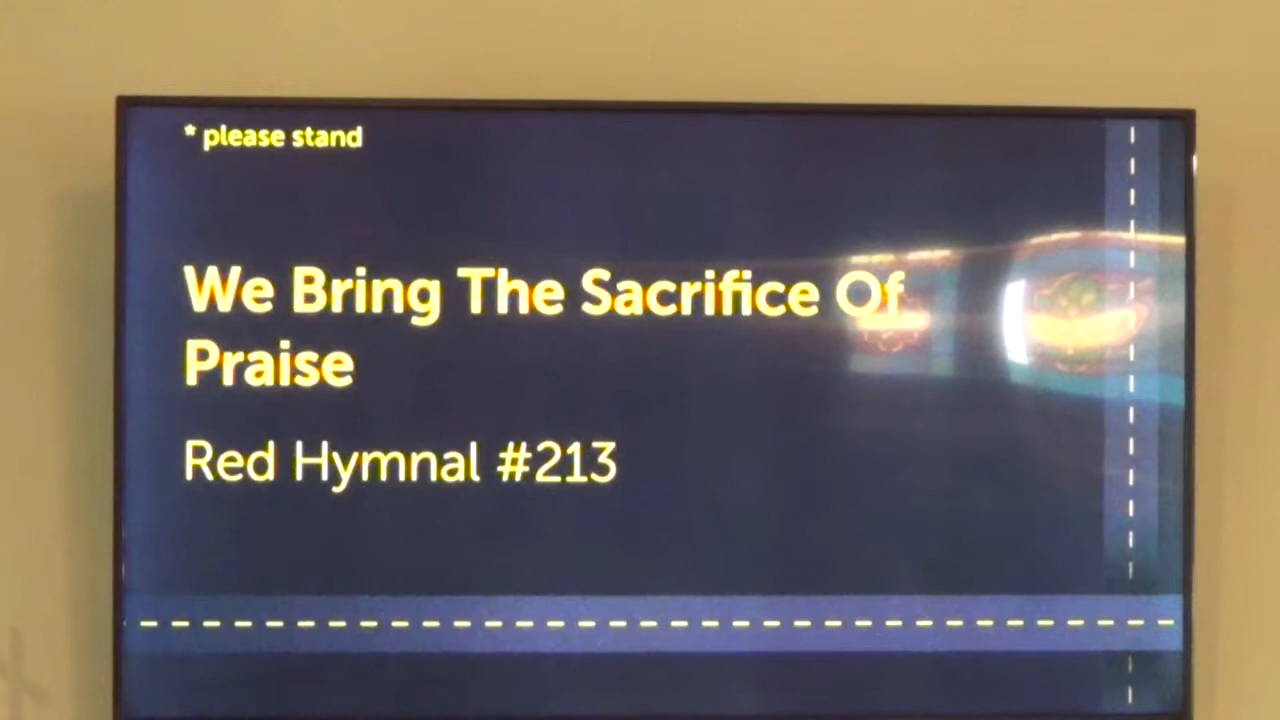 * please stand
We Bring The Sacrifice Of
Praise
Red Hymnal #213